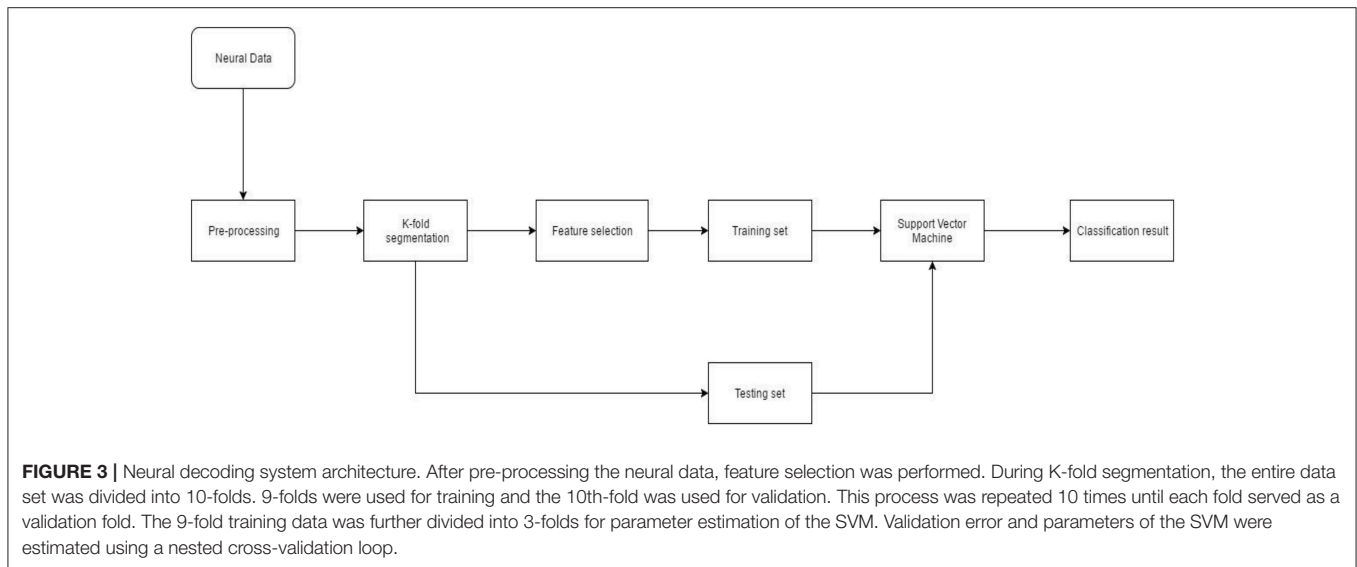 Neural Data
Pre-processing
K-fold
segmentation
Feature selection
Training set
Support Vector
Machine
Classification result
Testing set
FIGURE 3 | Neural decoding system architecture. After pre-processing the neural data, feature selection was performed. During K-fold segmentation, the entire data
set was divided into 10-folds. 9-folds were used for training and the 10th-fold was used for validation. This process was repeated 10 times until each fold served as a
validation fold. The 9-fold training data was further divided into 3-folds for parameter estimation of the SVM. Validation error and parameters of the SVM were
estimated using a nested cross-validation loop.